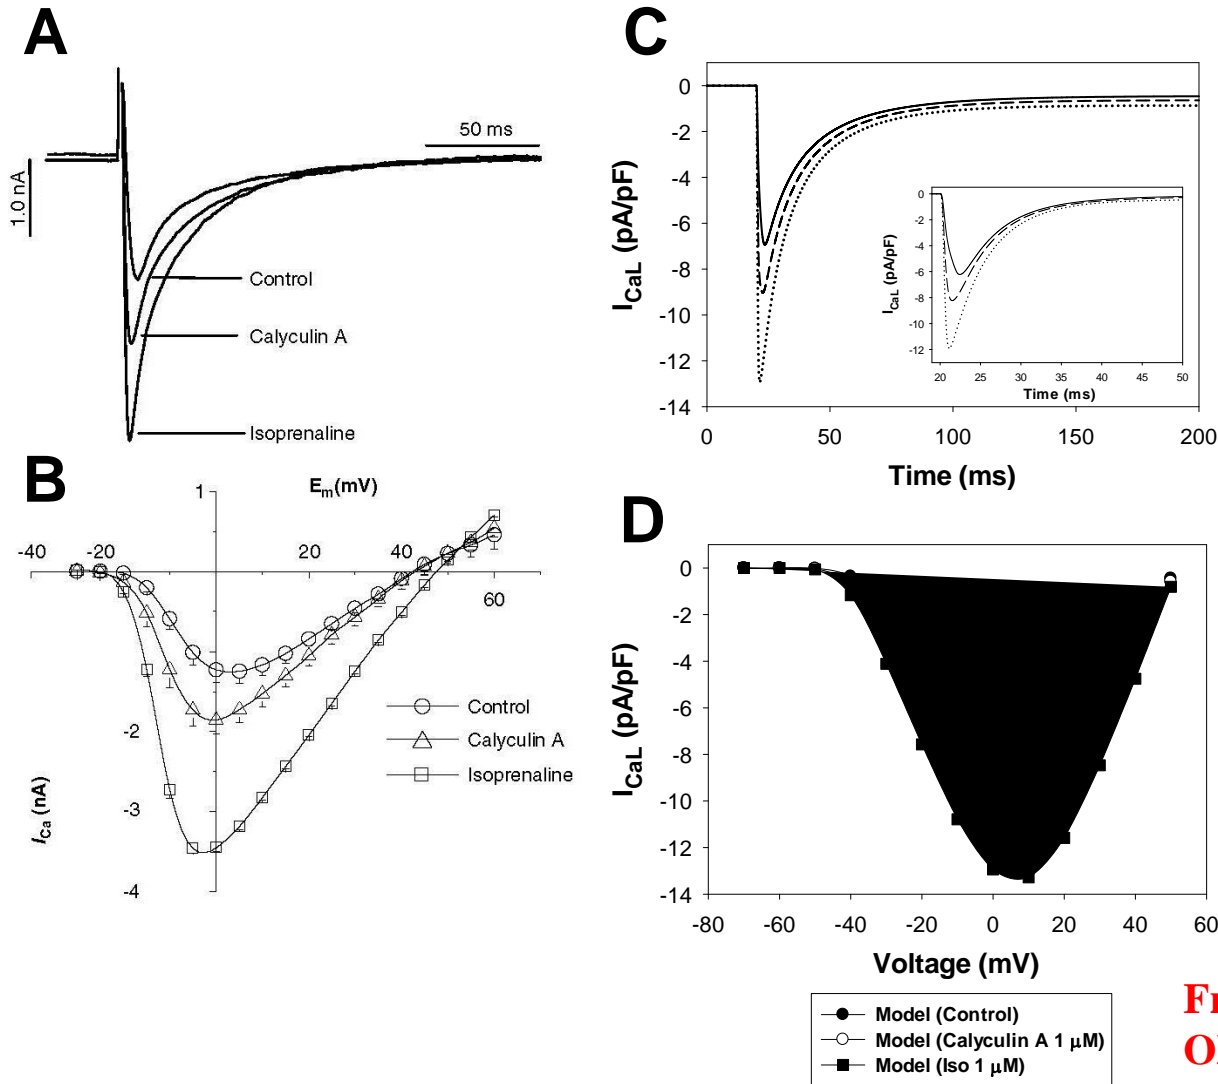 A
50 ms
1.0 nA
Control
Calyculin A
Isoprenaline
B
Em(mV)
1
-40
-20
20
40
60
-2
-3
-4
ICa (nA)
Control
Calyculin A
Isoprenaline
C
0
-2
-4
-6
-8
-10
-12
-14
ICaL (pA/pF)
0
50
100
150
200
Time (ms)
0
-2
-4
-6
-8
-10
-12
ICaL (pA/pF)
20
25
30
35
40
45
50
Time (ms)
D
0
-2
-4
-6
-8
-10
-12
-14
ICaL (pA/pF)
-80
-60
-40
-20
0
20
40
60
Voltage (mV)
Model (Control)
Model (Calyculin A 1 μM)
Model (Iso 1 μM)